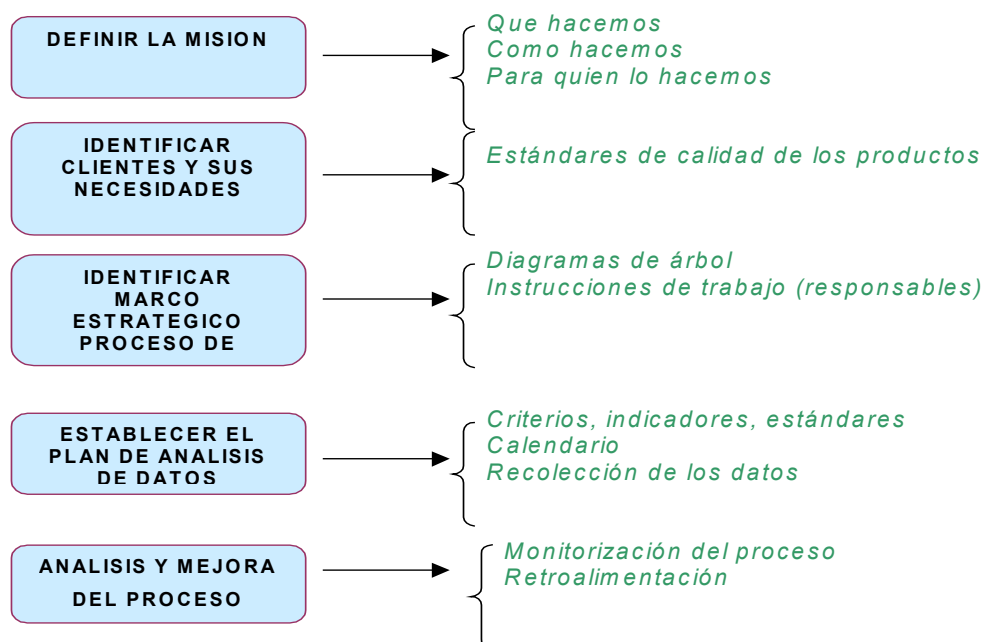 DEFINIR LA MISION
Que hacemos
Como hacemos
Para quien lo hacemos
IDENTIFICAR
CLIENTES Y SUS
NECESIDADES
Estándares de calidad de los productos
IDENTIFICAR
MARCO
ESTRATEGICO
PROCESO DE
Diagramas de árbol
Instrucciones de trabajo (responsables)
ESTABLECER EL
PLAN DE ANALISIS
DE DATOS
Criterios, indicadores, estándares
Calendario
Recolección de los datos
ANALISIS Y MEJORA
DEL PROCESO
Monitorización del proceso
Retroalimentación